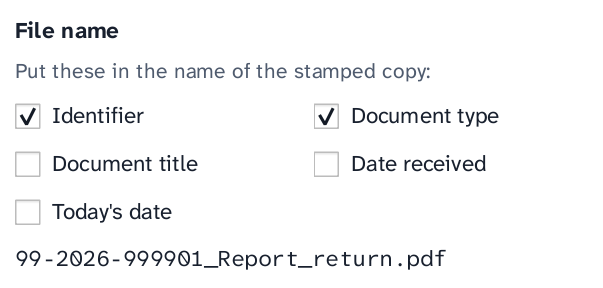 File name
Put these in the name of the stamped copy:
Identifier
Document type
Document title
Date received
Today's date
99-2026-999901_Report_return.pdf